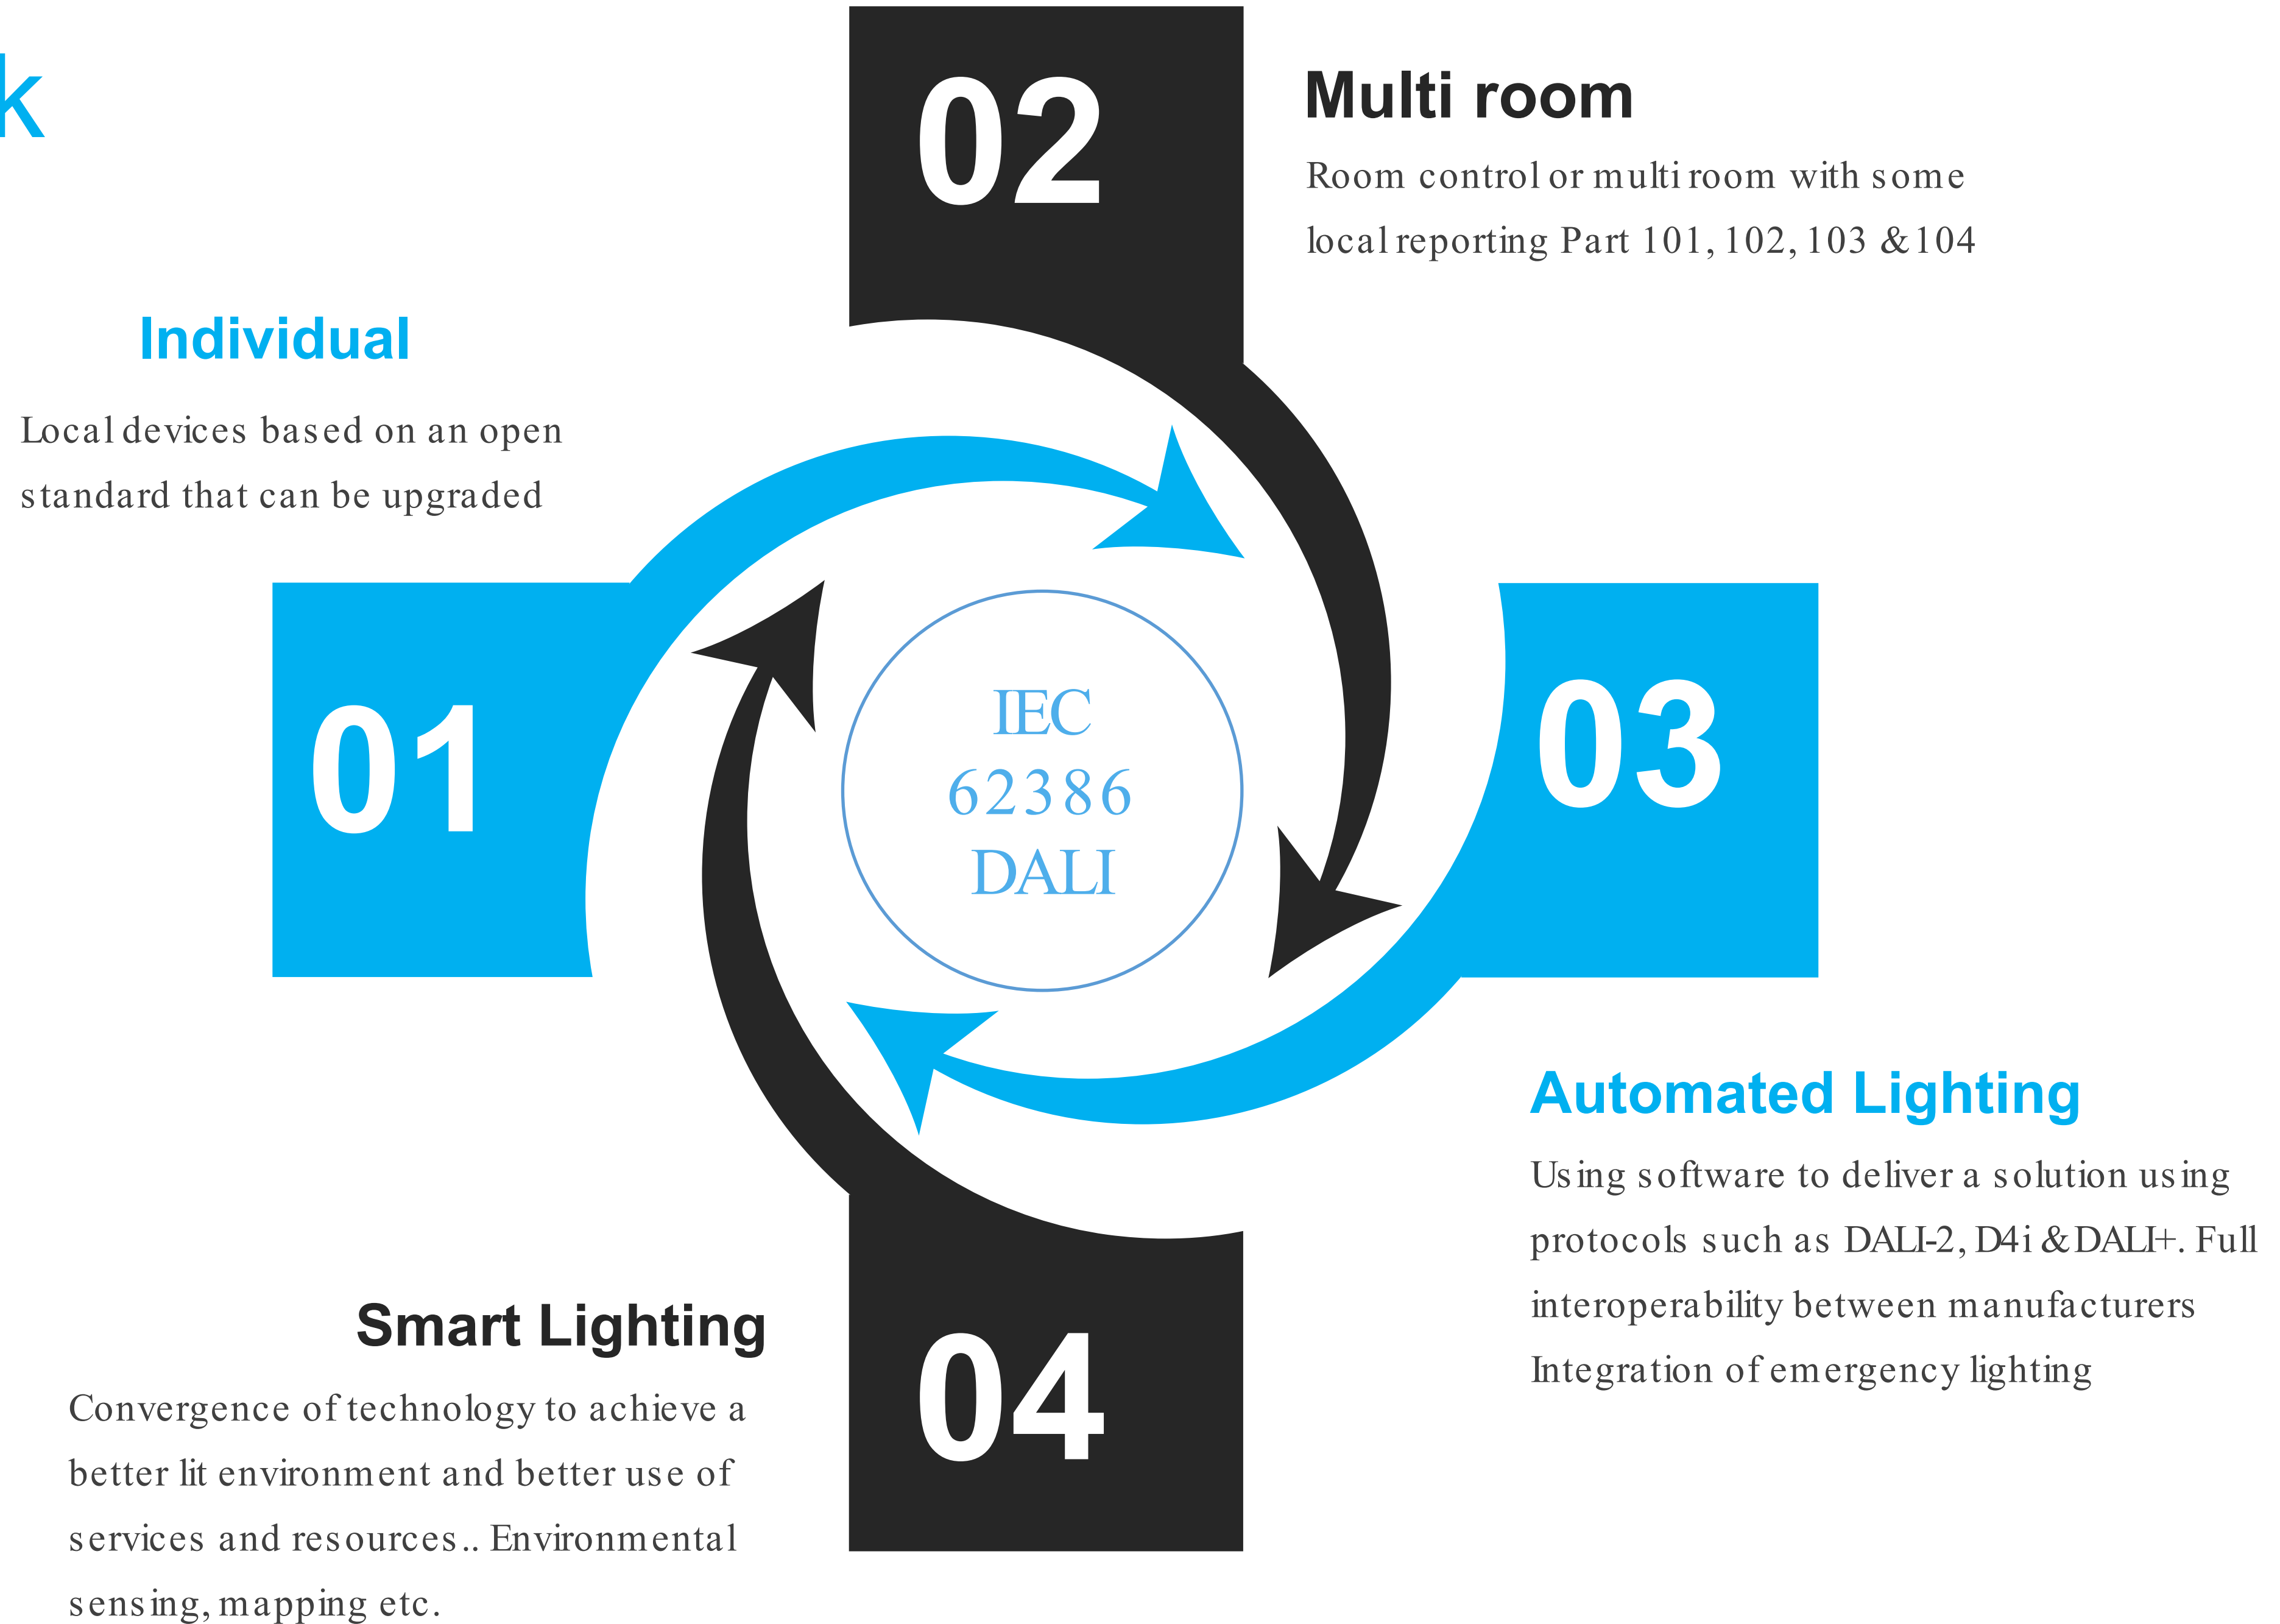 k
02
Multi room
Room control or multi room with some
local reporting Part 101, 102, 103 & 104
Individual
Local devices based on an open
standard that can be upgraded
01
IEC
62386
DALI
03
Automated Lighting
Using software to deliver a solution using
protocols such as DALI-2, D4i & DALI+. Full
interoperability between manufacturers
Integration of emergency lighting
Smart Lighting
Convergence of technology to achieve a
better lit environment and better use of
services and resources.. Environmental
sensing, mapping etc.
04